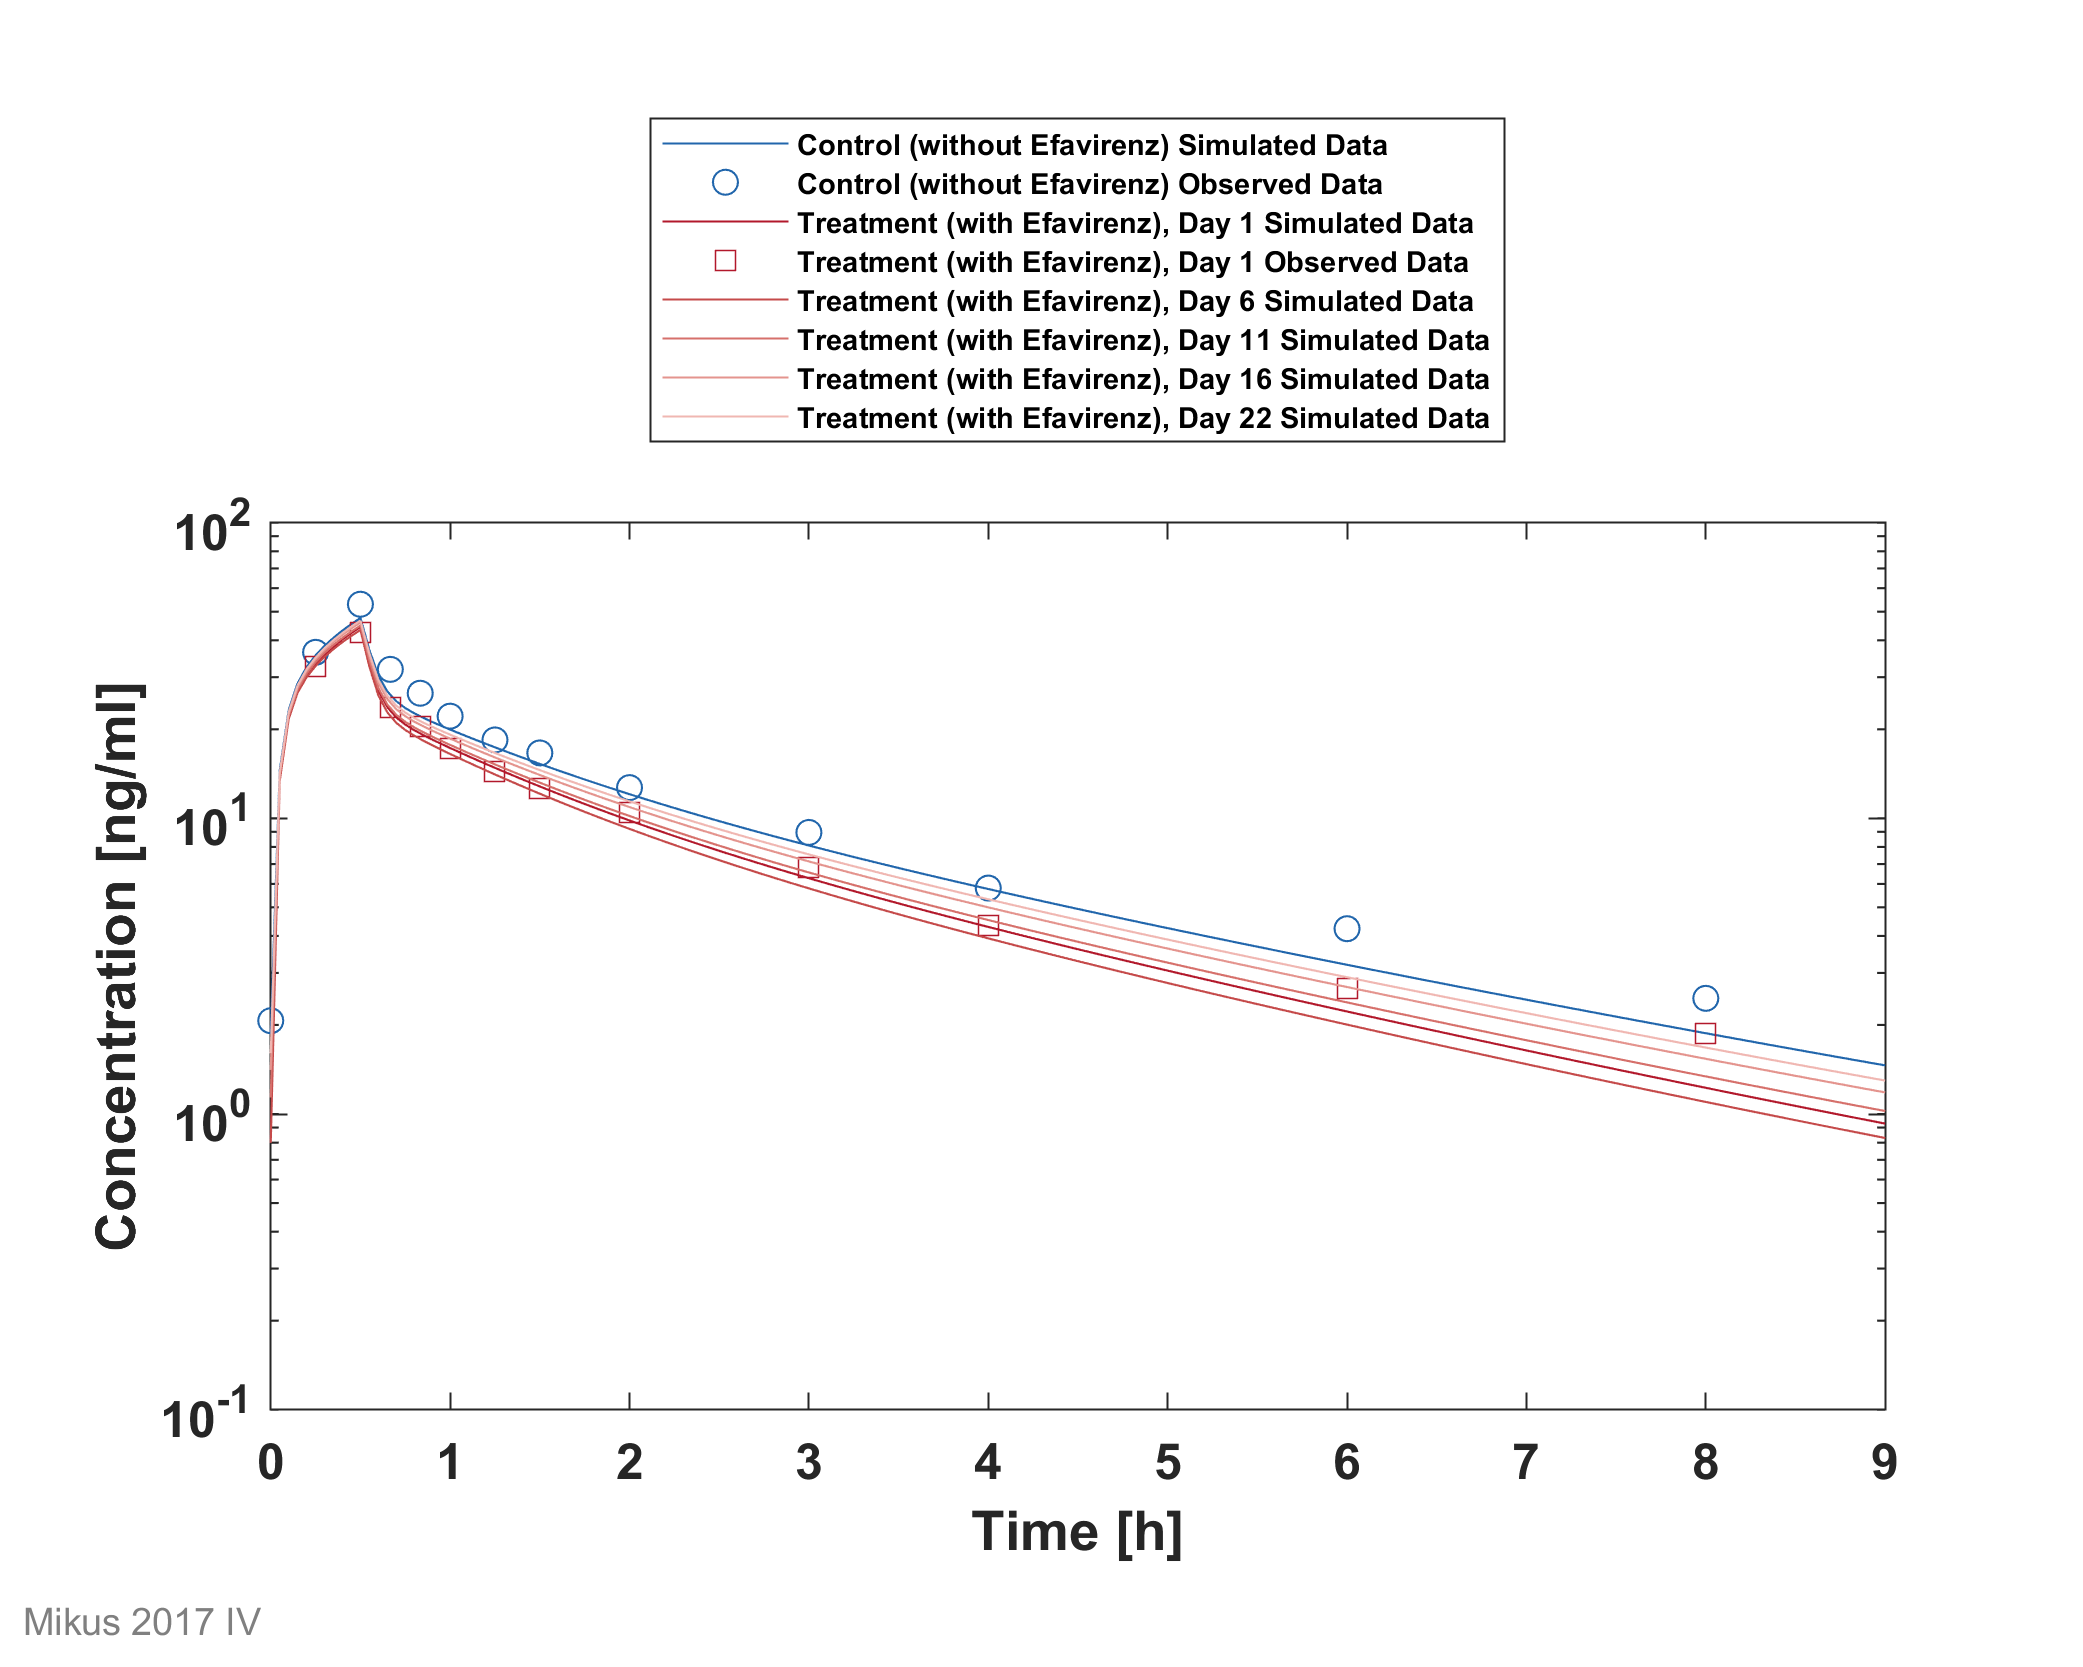 Control (without Efavirenz) Simulated Data
Control (without Efavirenz) Observed Data
Treatment (with Efavirenz), Day 1 Simulated Data
Treatment (with Efavirenz), Day 1 Observed Data
Treatment (with Efavirenz), Day 6 Simulated Data
Treatment (with Efavirenz), Day 11 Simulated Data
Treatment (with Efavirenz), Day 16 Simulated Data
Treatment (with Efavirenz), Day 22 Simulated Data
10^2
10^1
10^0
10^-1
Concentration [ng/ml]
0 1 2 3 4 5 6 7 8 9
Time [h]
Mikus 2017 IV